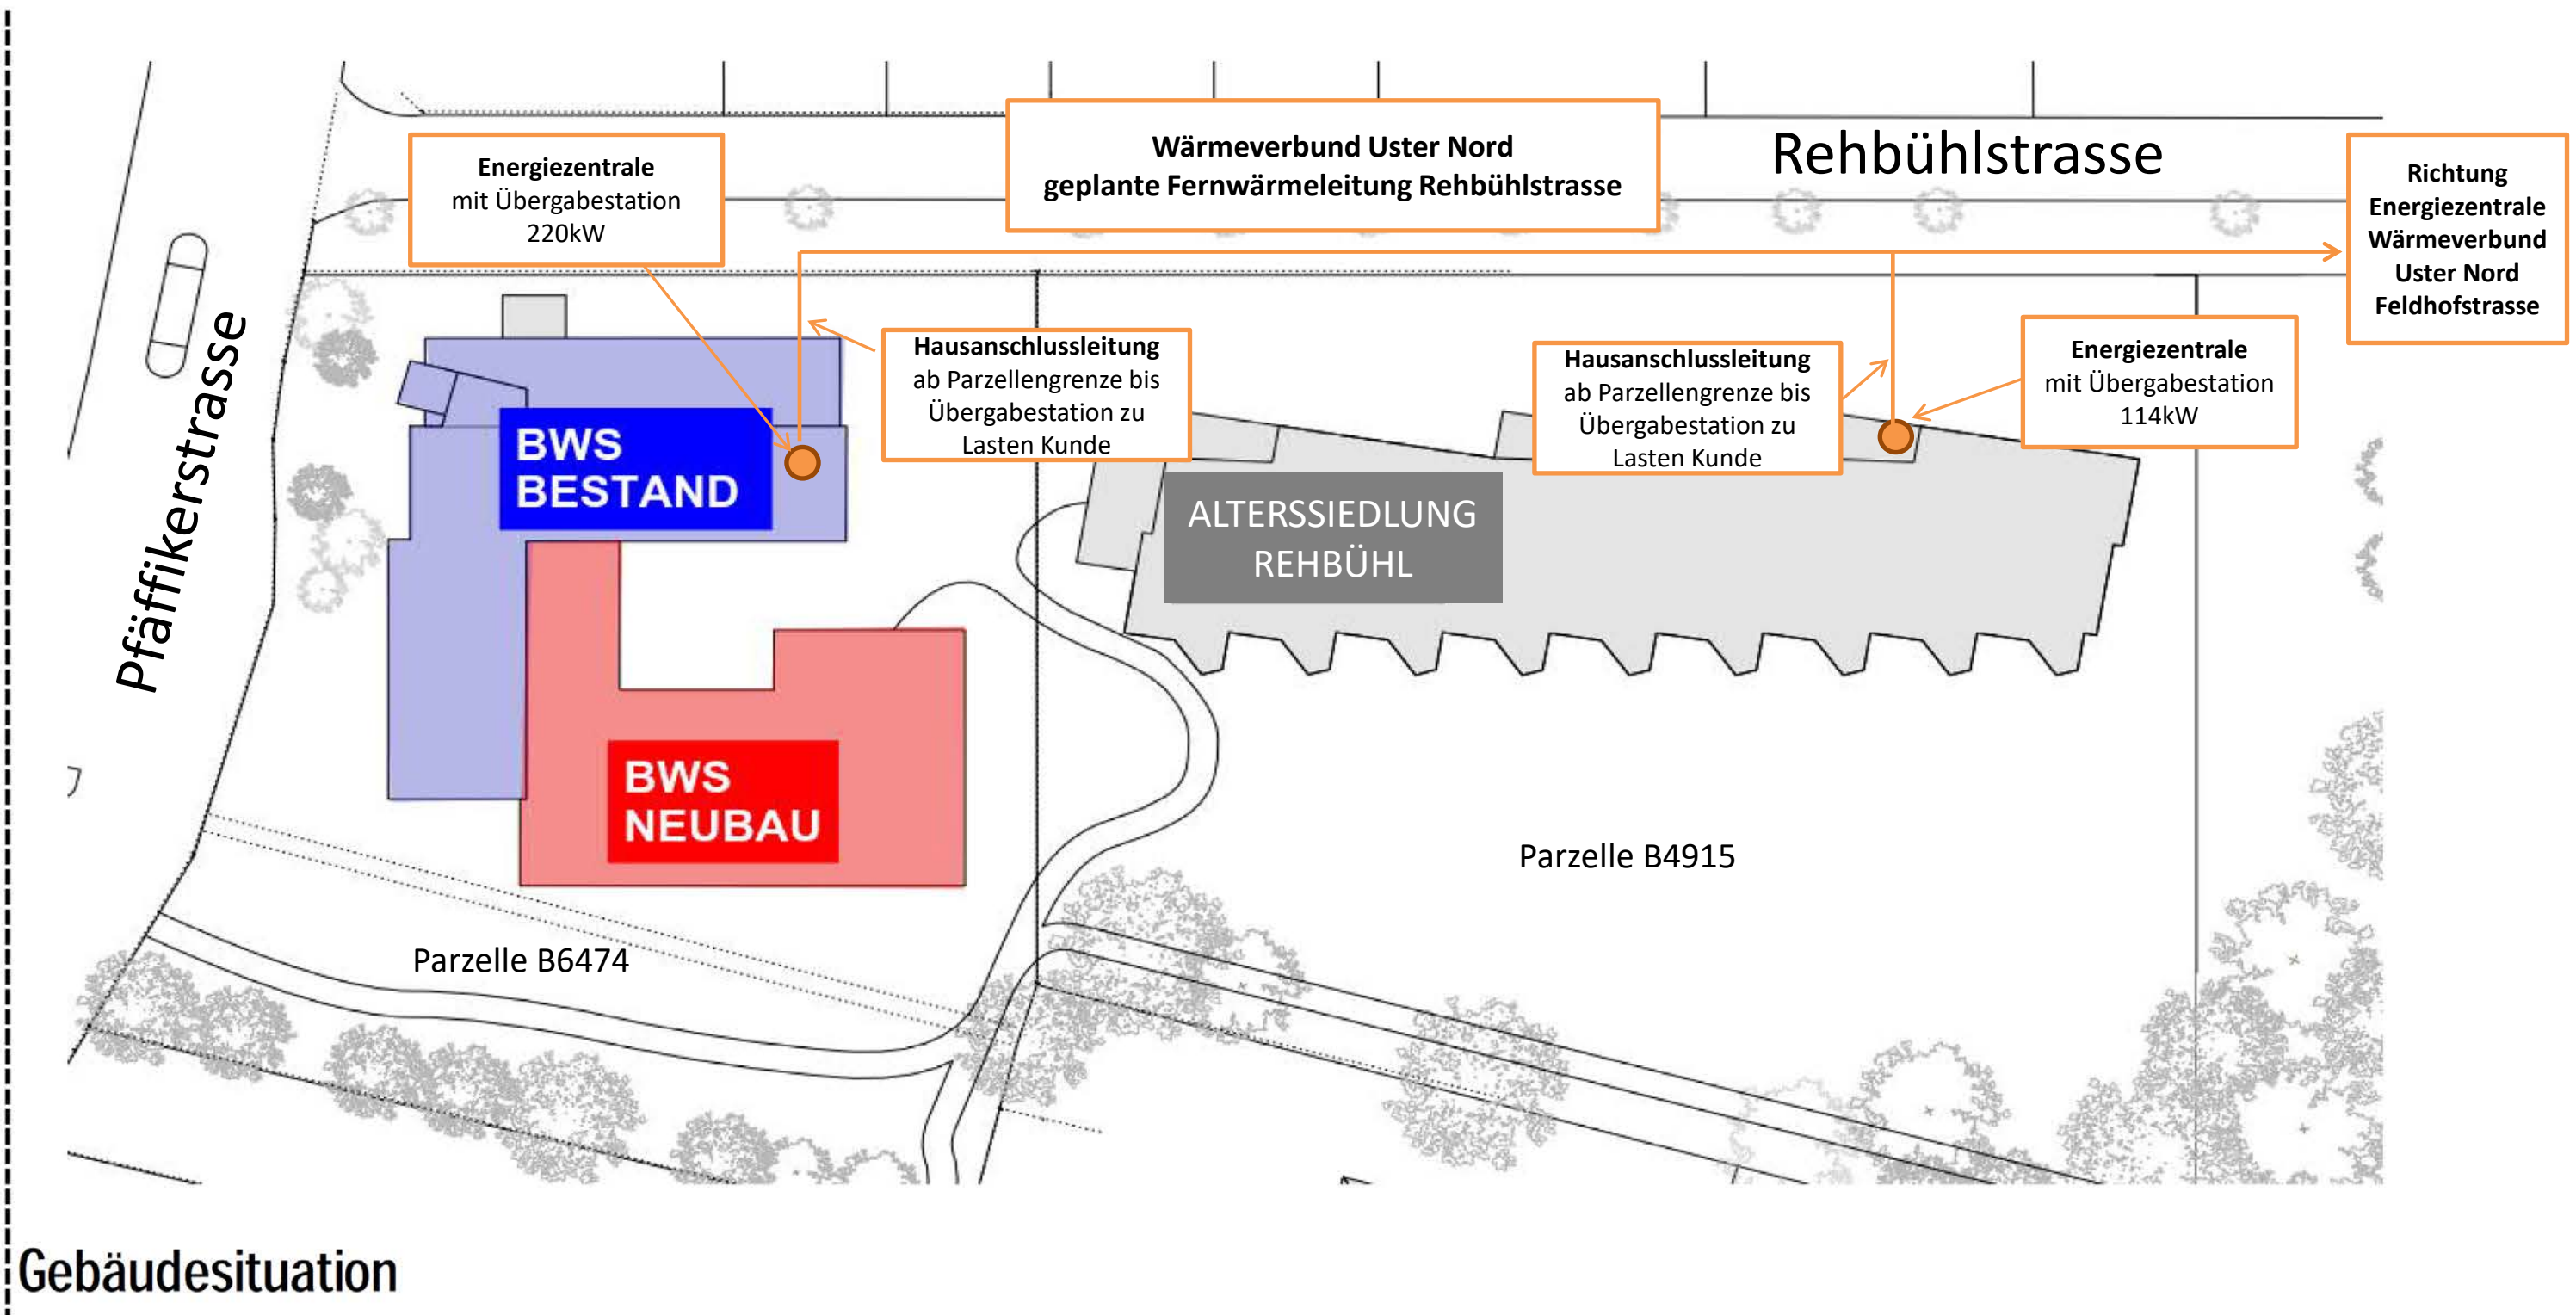 Energiezentrale
mit Übergabestation
220kW
Wärmeverbund Uster Nord
geplante Fernwärmeleitung Rehbühlstrasse
Rehbühlstrasse
Richtung
Energiezentrale
Wärmeverbund
Uster Nord
Feldhofstrasse
Pfäffikerstrasse
Hausanschlussleitung
ab Parzellengrenze bis
Übergabestation zu
Lasten Kunde
Hausanschlussleitung
ab Parzellengrenze bis
Übergabestation zu
Lasten Kunde
Energiezentrale
mit Übergabestation
114kW
BWS
BESTAND
ALTERSSIEDLUNG
REHBÜHL
BWS
NEUBAU
Parzelle B4915
Parzelle B6474
Gebäudesituation